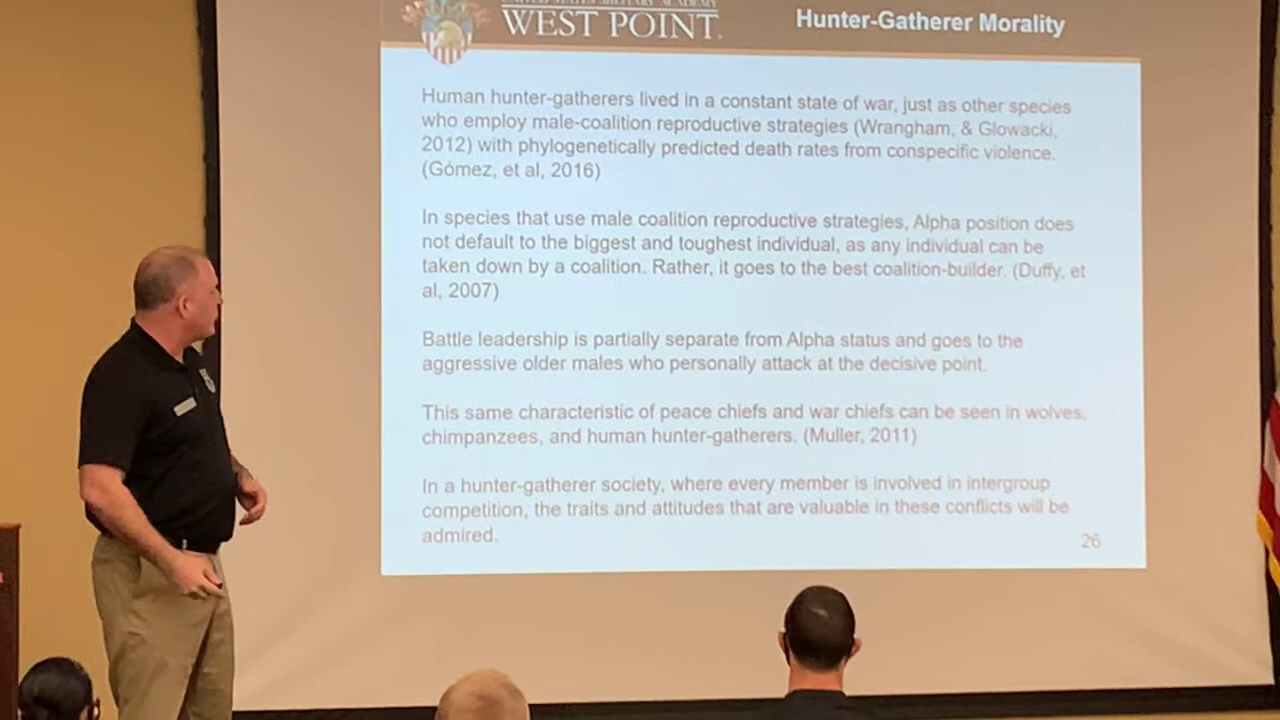 UNITED STATES MILITARY ACADEMY
WEST POINT.
Hunter-Gatherer Morality
Human hunter-gatherers lived in a constant state of war, just as other species
who employ male-coalition reproductive strategies (Wrangham, & Glowacki,
2012) with phylogenetically predicted death rates from conspecific violence.
(Gómez, et al, 2016)
In species that use male coalition reproductive strategies, Alpha position does
not default to the biggest and toughest individual, as any individual can be
taken down by a coalition. Rather, it goes to the best coalition-builder. (Duffy, et
al, 2007)
Battle leadership is partially separate from Alpha status and goes to the
aggressive older males who personally attack at the decisive point.
This same characteristic of peace chiefs and war chiefs can be seen in wolves,
chimpanzees, and human hunter-gatherers. (Muller, 2011)
In a hunter-gatherer society, where every member is involved in intergroup
competition, the traits and attitudes that are valuable in these conflicts will be
admired.
26